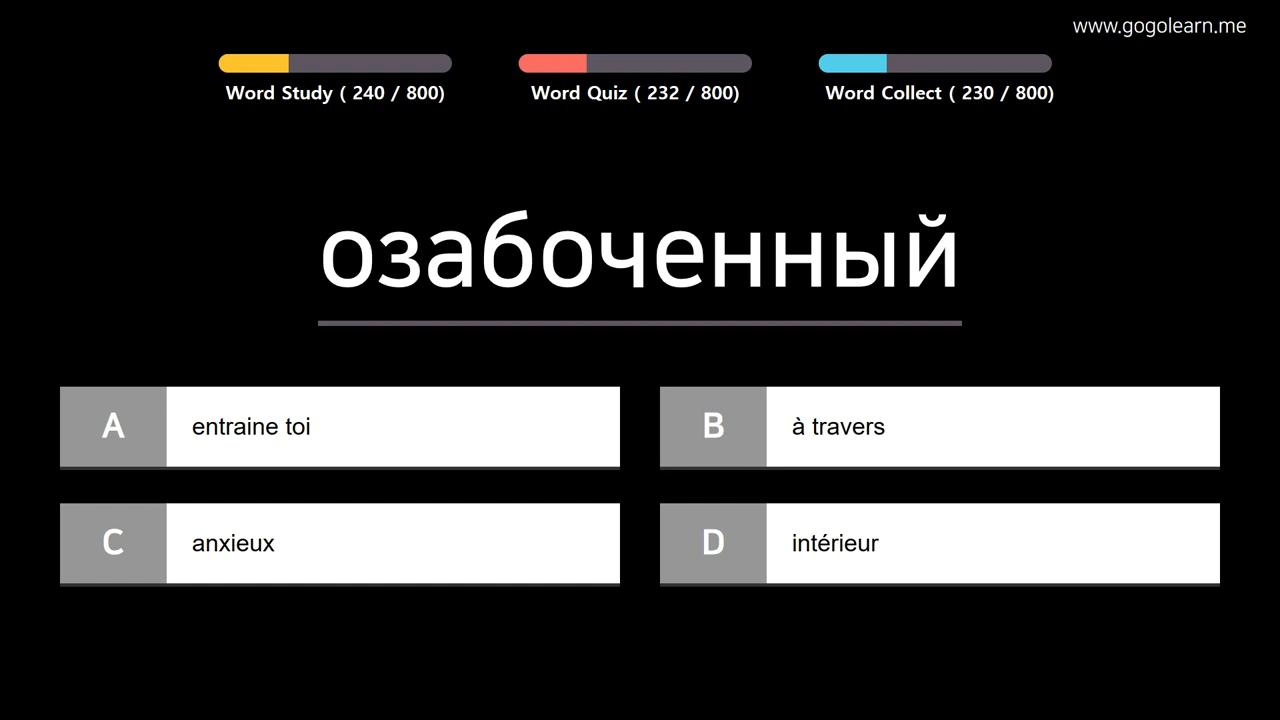 www.gogolearn.me
Word Study ( 240 / 800)
Word Quiz ( 232 / 800)
Word Collect ( 230 / 800)
озабоченный
A entraine toi
B à travers
C anxieux
D intérieur